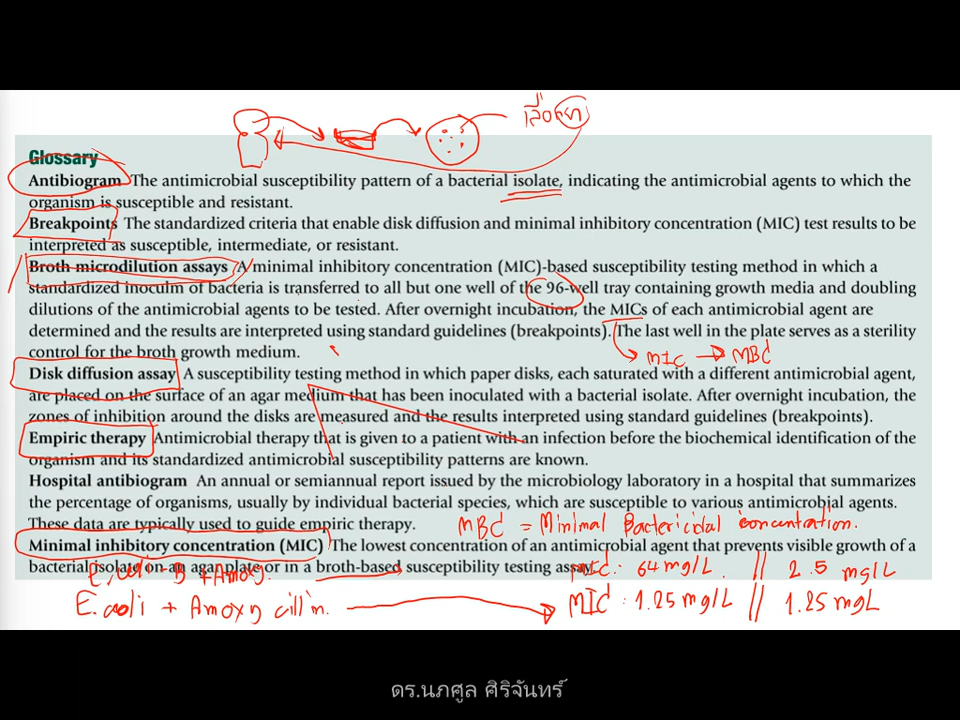 เลือกยา
Glossary
Antibiogram The antimicrobial susceptibility pattern of a bacterial isolate, indicating the antimicrobial agents to which the
organism is susceptible and resistant.
Breakpoints The standardized criteria that enable disk diffusion and minimal inhibitory concentration (MIC) test results to be
interpreted as susceptible, intermediate, or resistant.
Broth microdilution assays A minimal inhibitory concentration (MIC)-based susceptibility testing method in which a
standardized inoculm of bacteria is transferred to all but one well of the 96-well tray containing growth media and doubling
dilutions of the antimicrobial agents to be tested. After overnight incubation, the MICs of each antimicrobial agent are
determined and the results are interpreted using standard guidelines (breakpoints). The last well in the plate serves as a sterility
control for the broth growth medium.
MIC → MBC
Disk diffusion assay A susceptibility testing method in which paper disks, each saturated with a different antimicrobial agent,
are placed on the surface of an agar medium that has been inoculated with a bacterial isolate. After overnight incubation, the
zones of inhibition around the disks are measured and the results interpreted using standard guidelines (breakpoints).
Empiric therapy Antimicrobial therapy that is given to a patient with an infection before the biochemical identification of the
organism and its standardized antimicrobial susceptibility patterns are known.
Hospital antibiogram An annual or semiannual report issued by the microbiology laboratory in a hospital that summarizes
the percentage of organisms, usually by individual bacterial species, which are susceptible to various antimicrobial agents.
These data are typically used to guide empiric therapy.
MBC = Minimal Bactericidal concentration.
Minimal inhibitory concentration (MIC) The lowest concentration of an antimicrobial agent that prevents visible growth of a
bacterial isolate on an agar plate or in a broth-based susceptibility testing assay.
E. coli - B + Amoxy. MIC : 64 mg/L // 2.5 mg/L
E. coli + Amoxy cillin. → MIC : 1.25 mg/L // 1.25 mg/L
ดร.นภศูล ศิริจันทร์